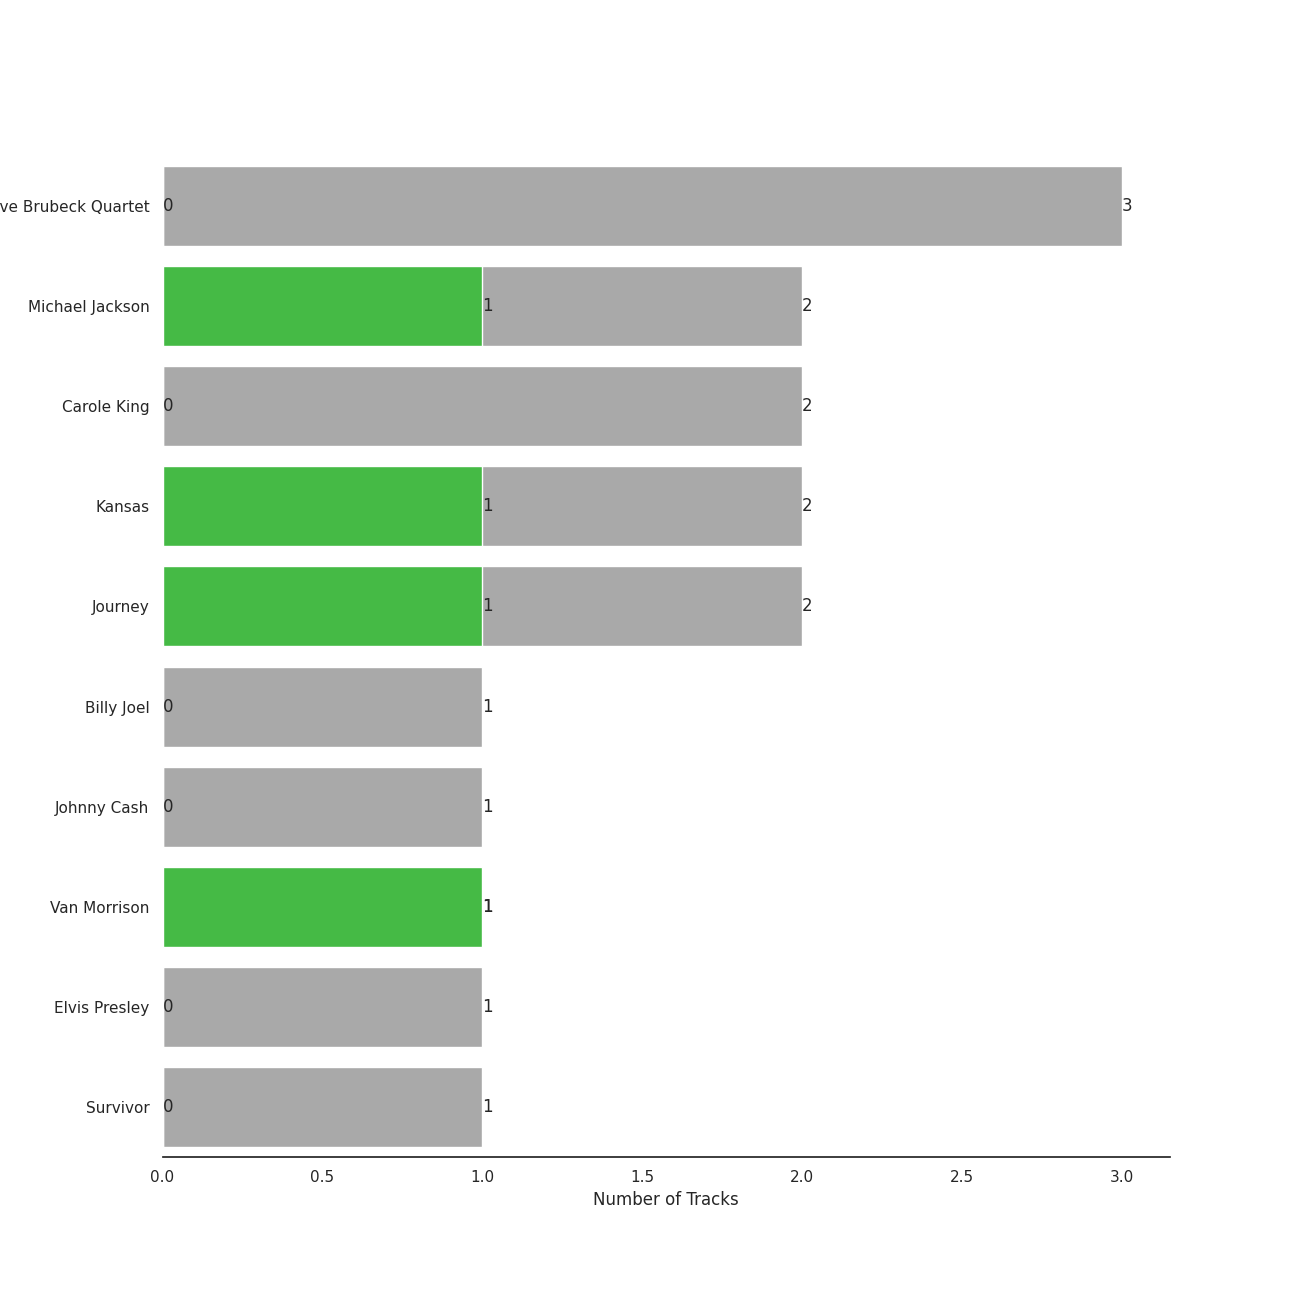 ve Brubeck Quartet 0 3
Michael Jackson 1 2
Carole King 0 2
Kansas 1 2
Journey 1 2
Billy Joel 0 1
Johnny Cash 0 1
Van Morrison 1
Elvis Presley 0 1
Survivor 0 1
0.0 0.5 1.0 1.5 2.0 2.5 3.0
Number of Tracks